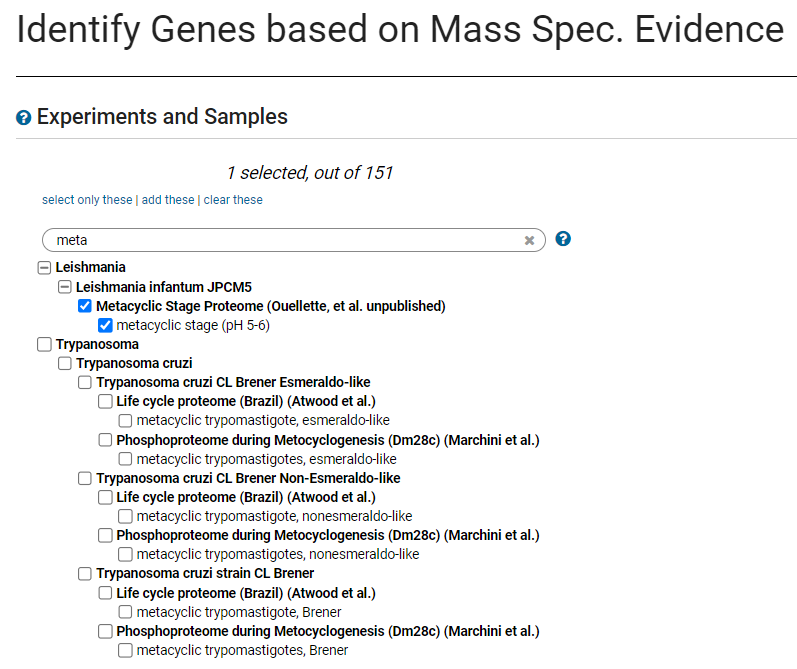 Identify Genes based on Mass Spec. Evidence
Experiments and Samples
1 selected, out of 151
select only these | add these | clear these
meta
Leishmania
Leishmania infantum JPCM5
Metacyclic Stage Proteome (Ouellette, et al. unpublished)
metacyclic stage (pH 5-6)
Trypanosoma
Trypanosoma cruzi
Trypanosoma cruzi CL Brener Esmeraldo-like
Life cycle proteome (Brazil) (Atwood et al.)
metacyclic trypomastigote, esmeraldo-like
Phosphoproteome during Metocyclogenesis (Dm28c) (Marchini et al.)
metacyclic trypomastigotes, esmeraldo-like
Trypanosoma cruzi CL Brener Non-Esmeraldo-like
Life cycle proteome (Brazil) (Atwood et al.)
metacyclic trypomastigote, nonesmeraldo-like
Phosphoproteome during Metocyclogenesis (Dm28c) (Marchini et al.)
metacyclic trypomastigotes, nonesmeraldo-like
Trypanosoma cruzi strain CL Brener
Life cycle proteome (Brazil) (Atwood et al.)
metacyclic trypomastigote, Brener
Phosphoproteome during Metocyclogenesis (Dm28c) (Marchini et al.)
metacyclic trypomastigotes, Brener